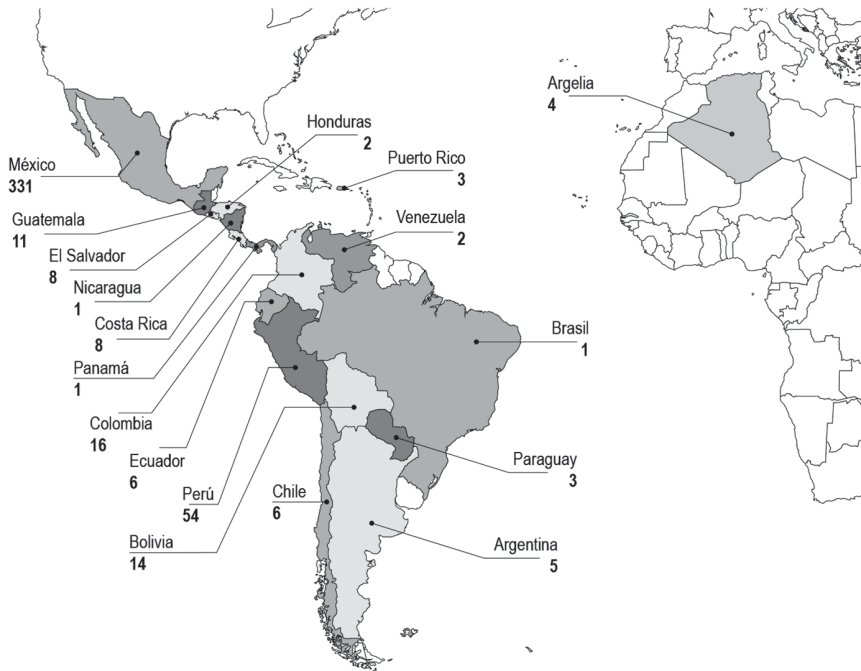 Honduras
2
Argelia
4
México
331
Puerto Rico
3
Guatemala
11
Venezuela
2
El Salvador
8
Nicaragua
1
Costa Rica
8
Brasil
1
Panamá
1
Colombia
16
Ecuador
6
Paraguay
3
Perú
54
Chile
6
Bolivia
14
Argentina
5